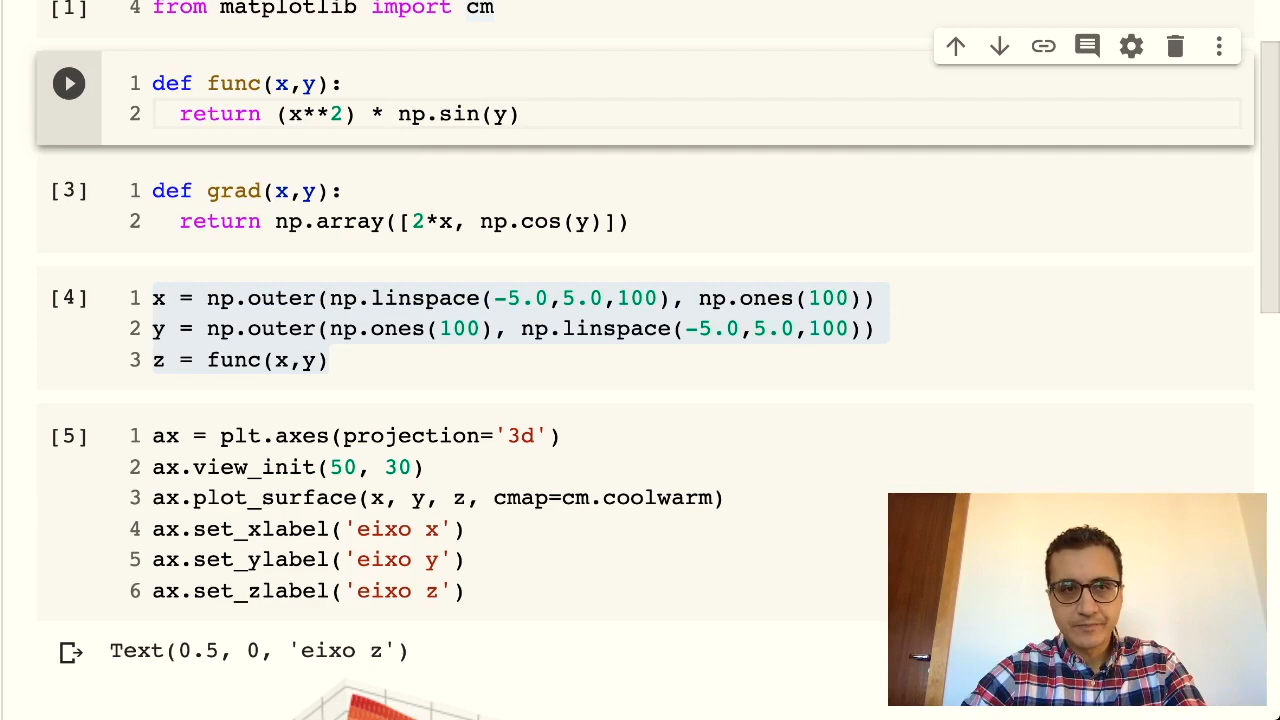 [1] 4 from matplotlib import cm
1 def func(x,y):
2 return (x**2) * np.sin(y)
[3] 1 def grad(x,y):
2 return np.array([2*x, np.cos(y)])
[4] 1 x = np.outer(np.linspace(-5.0,5.0,100), np.ones(100))
2 y = np.outer(np.ones(100), np.linspace(-5.0,5.0,100))
3 z = func(x,y)
[5] 1 ax = plt.axes(projection='3d')
2 ax.view_init(50, 30)
3 ax.plot_surface(x, y, z, cmap=cm.coolwarm)
4 ax.set_xlabel('eixo x')
5 ax.set_ylabel('eixo y')
6 ax.set_zlabel('eixo z')
Text(0.5, 0, 'eixo z')